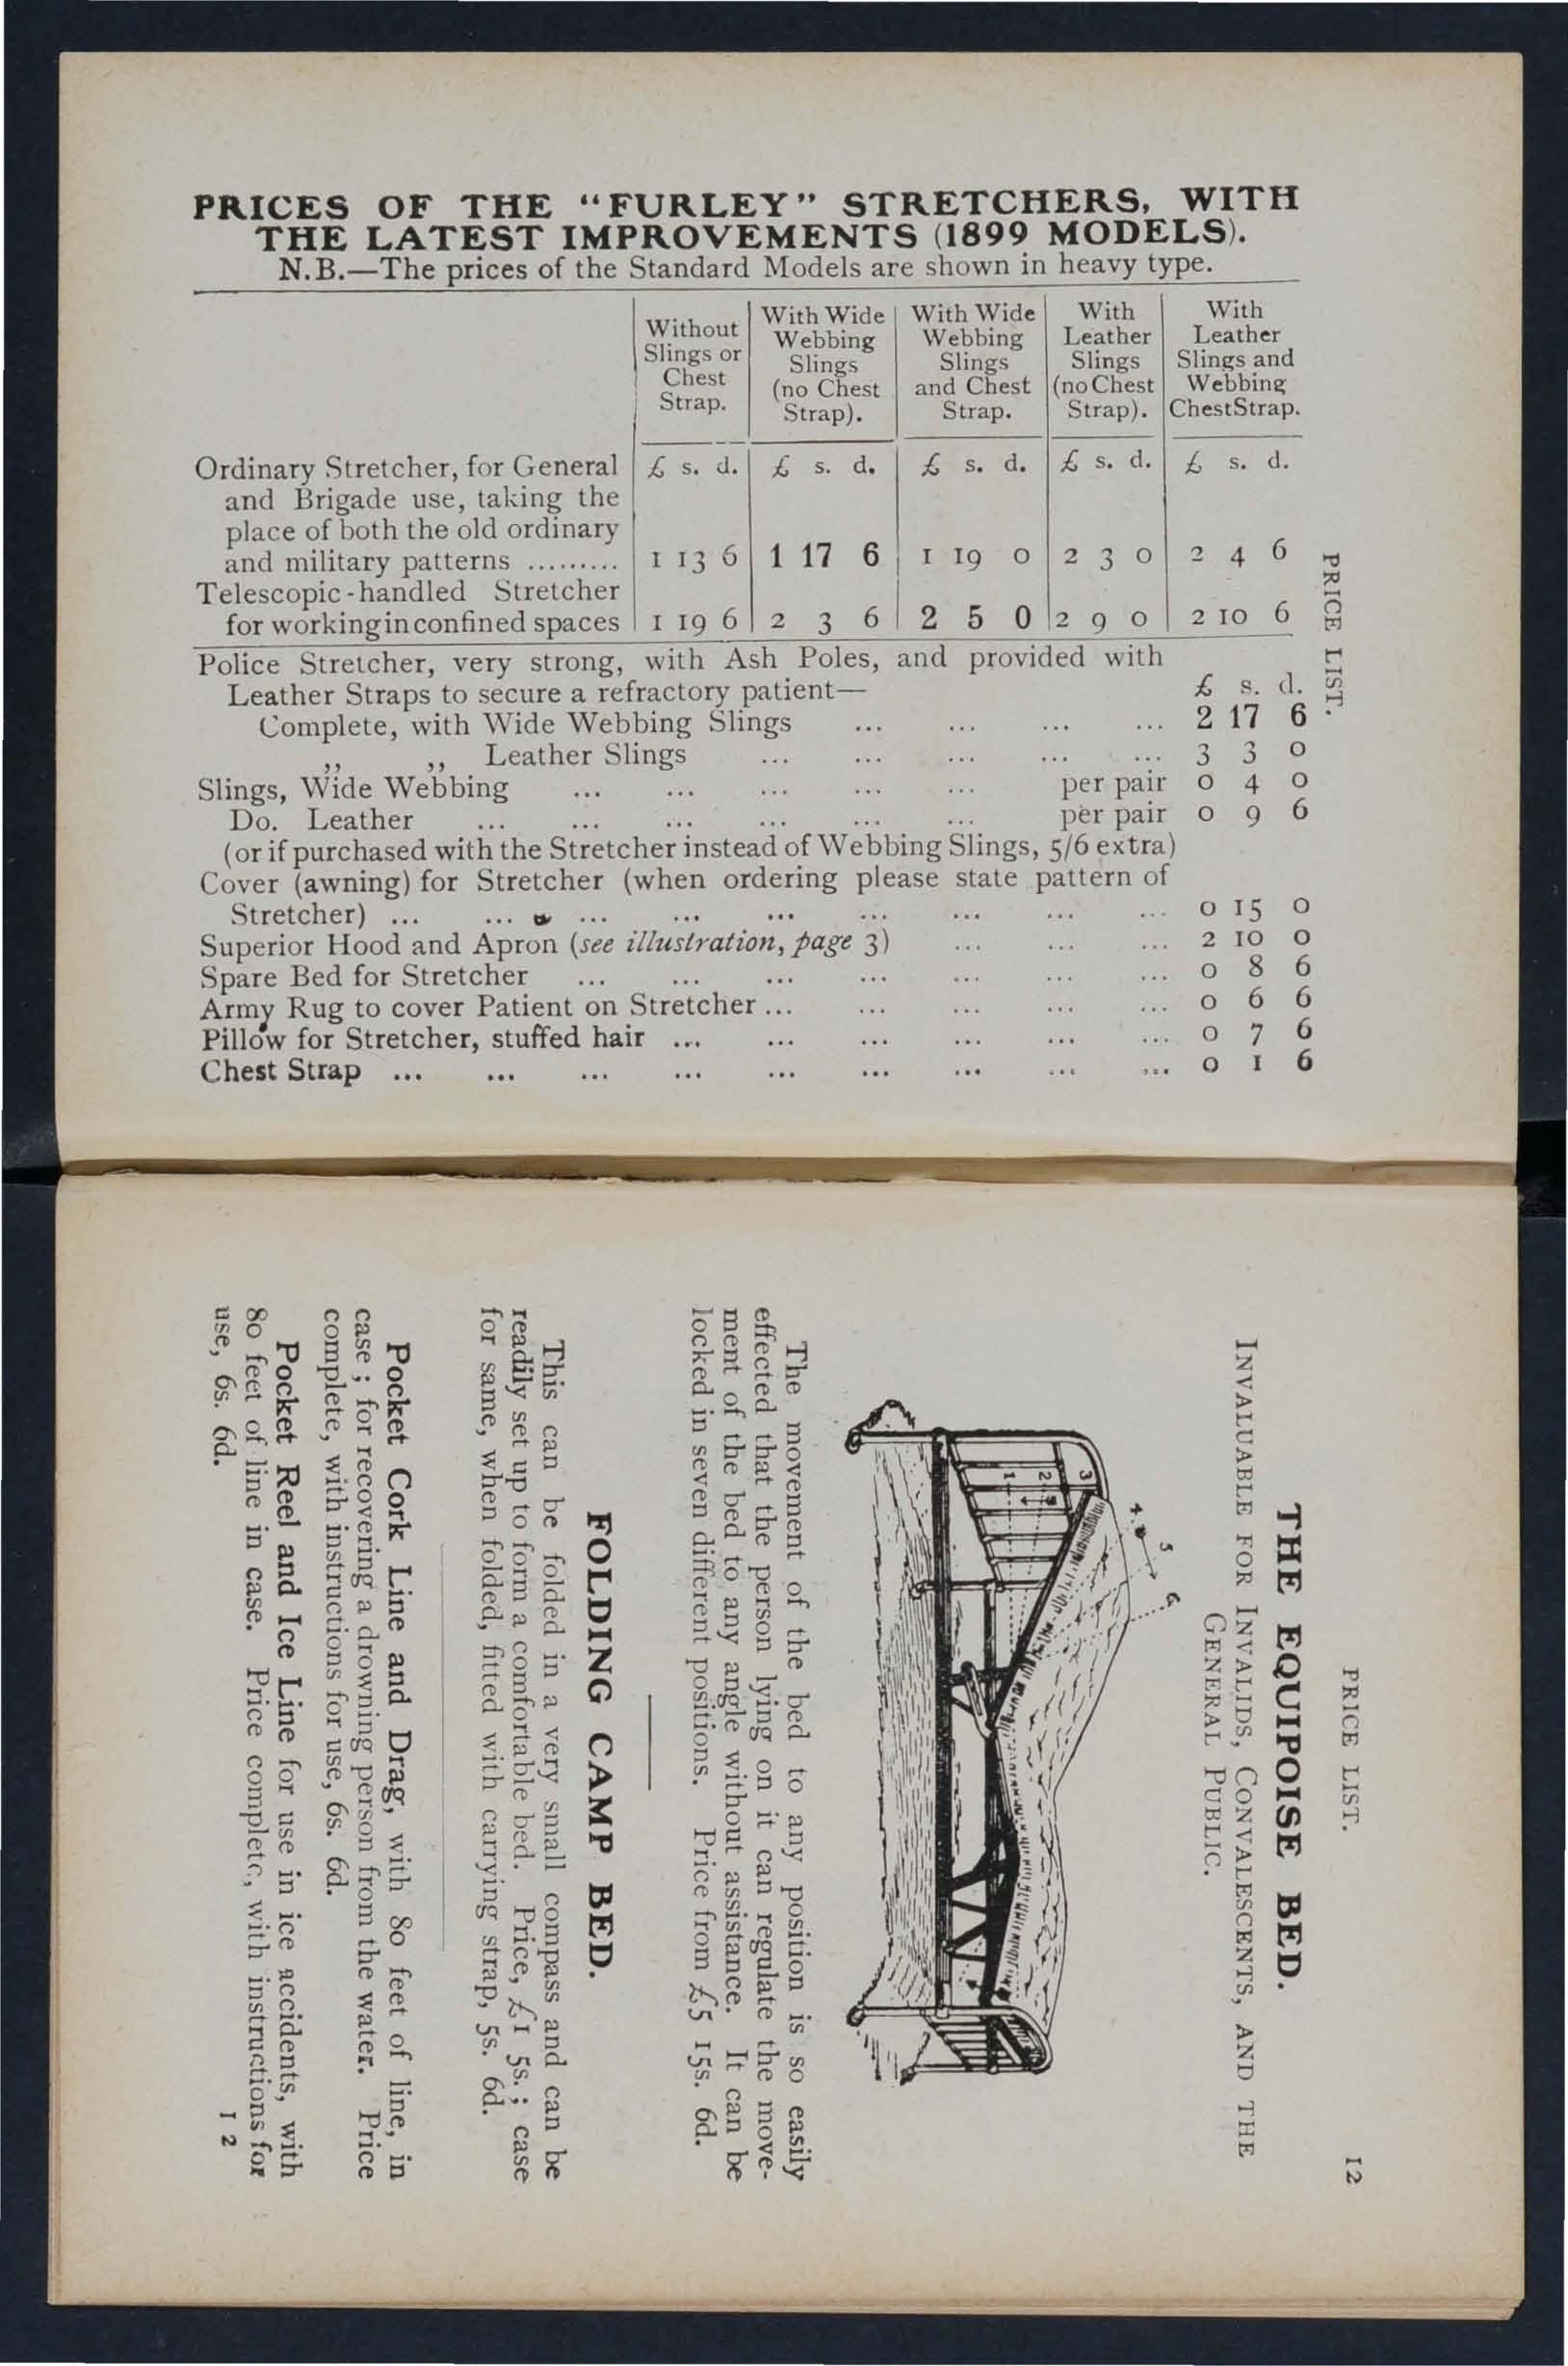 PRICE LIST.
PRICES OF THE "FURLEY" STRETCHERS, WITH
THE LATEST IMPROVEMENTS (1899 MODELS).
N.B.—The prices of the Standard Models are shown in heavy type.
Without Slings or Chest Strap. | With Wide Webbing Slings (no Chest Strap). | With Wide Webbing Slings and Chest Strap. | With Leather Slings (no Chest Strap). | With Leather Slings and Webbing Chest Strap.
Ordinary Stretcher, for General | £ s. d. | £ s. d. | £ s. d. | £ s. d. | £ s. d.
and Brigade use, taking the
place of both the old ordinary
and military patterns ......... | 1 13 6 | 1 17 6 | 1 19 0 | 2 3 0 | 2 4 6
Telescopic-handled Stretcher
for working in confined spaces | 1 19 6 | 2 3 6 | 2 5 0 | 2 9 0 | 2 10 6
Police Stretcher, very strong, with Ash Poles, and provided with
Leather Straps to secure a refractory patient— £ s. d.
Complete, with Wide Webbing Slings ... ... ... ... 2 17 6
,, ,, Leather Slings ... ... ... ... ... 3 3 0
Slings, Wide Webbing ... ... ... ... ... per pair 0 4 0
Do. Leather ... ... ... ... ... ... per pair 0 9 6
(or if purchased with the Stretcher instead of Webbing Slings, 5/6 extra)
Cover (awning) for Stretcher (when ordering please state pattern of
Stretcher) ... ... ... ... ... ... ... ... ... 0 15 0
Superior Hood and Apron (see illustration, page 3) ... ... ... 2 10 0
Spare Bed for Stretcher ... ... ... ... ... ... ... 0 8 6
Army Rug to cover Patient on Stretcher ... ... ... ... ... 0 6 6
Pillow for Stretcher, stuffed hair ... ... ... ... ... ... 0 7 6
Chest Strap ... ... ... ... ... ... ... ... ... 0 1 6
PRICE LIST. 12
THE EQUIPOISE BED.
INVALUABLE FOR INVALIDS, CONVALESCENTS, AND THE
GENERAL PUBLIC.
1 2 3 4. 5 6
The movement of the bed to any position is so easily
effected that the person lying on it can regulate the move-
ment of the bed to any angle without assistance. It can be
locked in seven different positions. Price from £5 15s. 6d.
FOLDING CAMP BED.
This can be folded in a very small compass and can be
readily set up to form a comfortable bed. Price, £1 5s.; case
for same, when folded, fitted with carrying strap, 5s. 6d.
Pocket Cork Line and Drag, with 80 feet of line, in
case; for recovering a drowning person from the water. Price
complete, with instructions for use, 6s. 6d.
Pocket Reel and Ice Line for use in ice accidents, with
80 feet of line in case. Price complete, with instructions for
use, 6s. 6d.
I 2